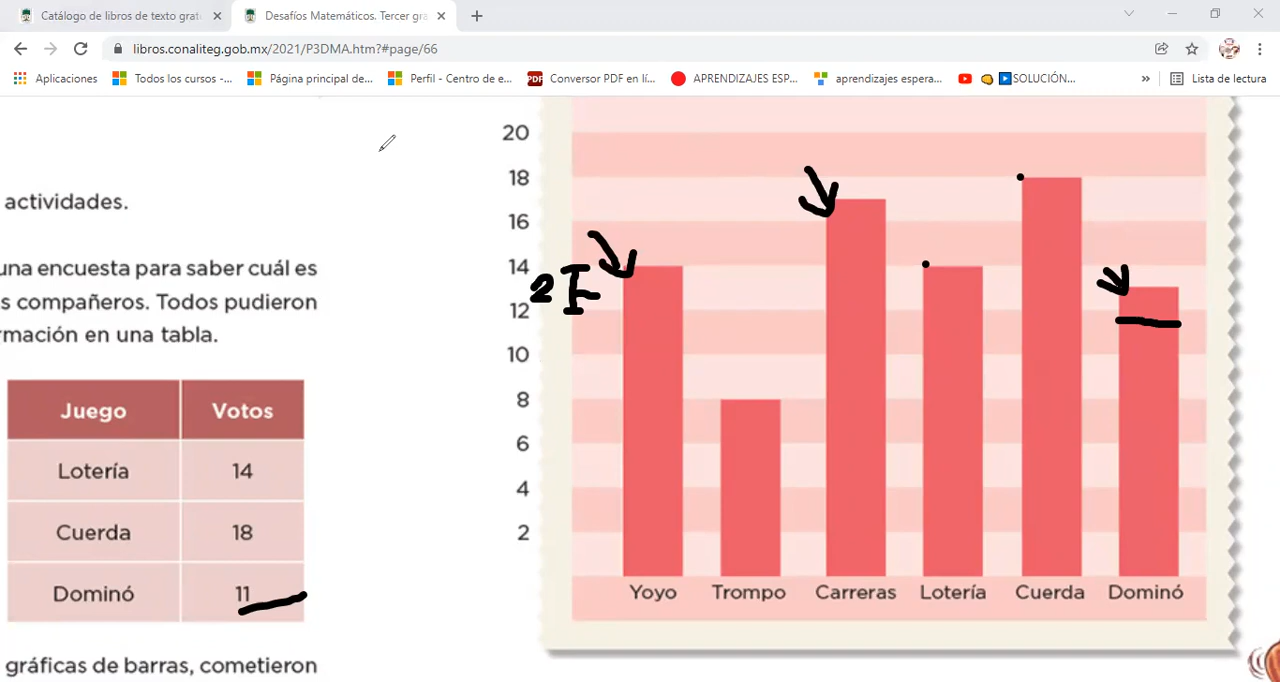 Catálogo de libros de texto grat
Desafíos Matemáticos. Tercer gra
libros.conaliteg.gob.mx/2021/P3DMA.htm?#page/66
Aplicaciones
Todos los cursos -...
Página principal de...
Perfil - Centro de e...
PDF
Conversor PDF en lí...
APRENDIZAJES ESP...
aprendizajes espera...
SOLUCIÓN...
»
Lista de lectura
actividades.
una encuesta para saber cuál es
s compañeros. Todos pudieron
rmación en una tabla.
Juego Votos
Lotería 14
Cuerda 18
Dominó 11
gráficas de barras, cometieron
20
18
16
14
2
12
10
8
6
4
2
Yoyo Trompo Carreras Lotería Cuerda Dominó